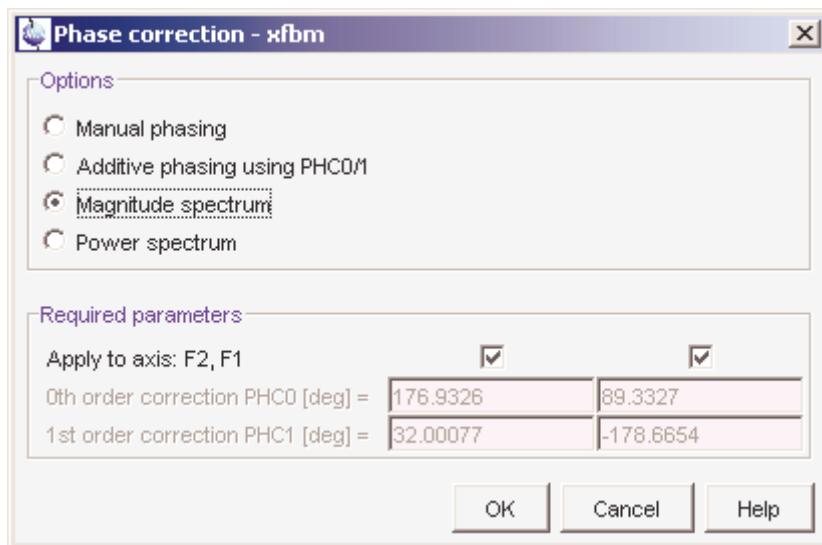 Phase correction - xfbm
Options
Manual phasing
Additive phasing using PHC0/1
Magnitude spectrum
Power spectrum
Required parameters
Apply to axis: F2, F1
0th order correction PHC0 [deg] = 176.9326 89.3327
1st order correction PHC1 [deg] = 32.00077 -178.6654
OK Cancel Help